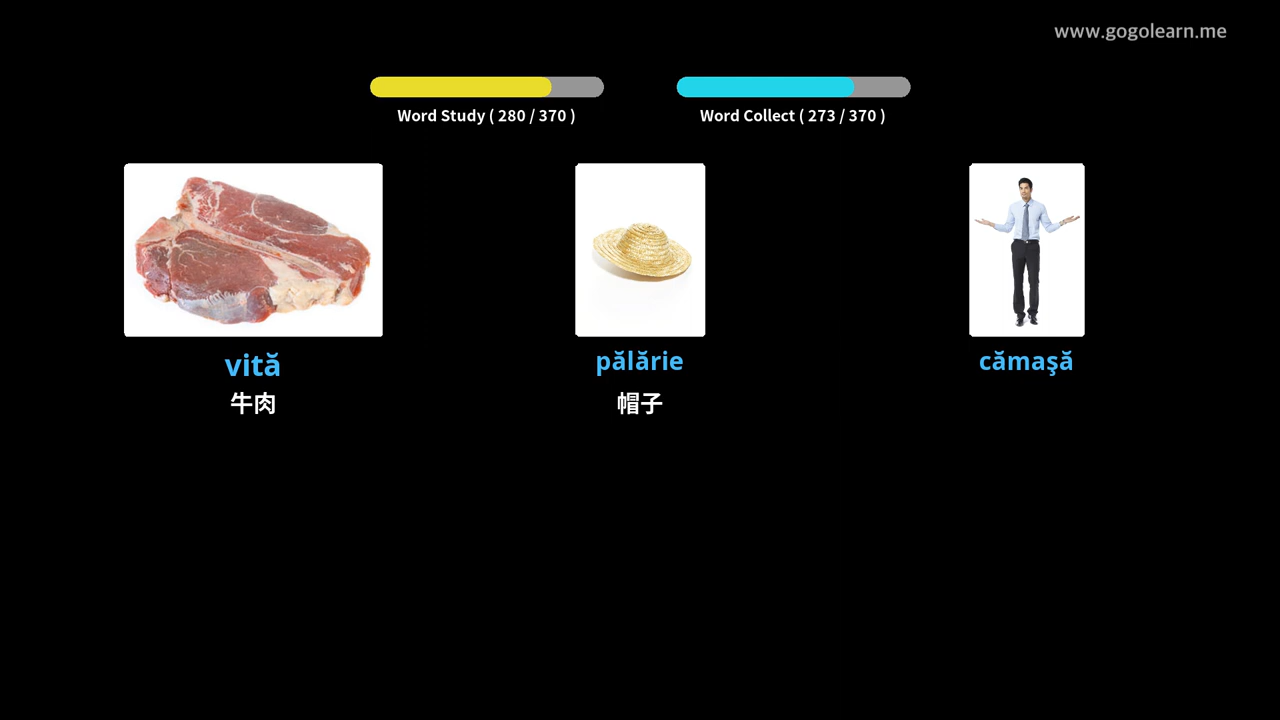 www.gogolearn.me
Word Study ( 280 / 370 )
Word Collect ( 273 / 370 )
vită
pălărie
cămaşă
牛肉
帽子